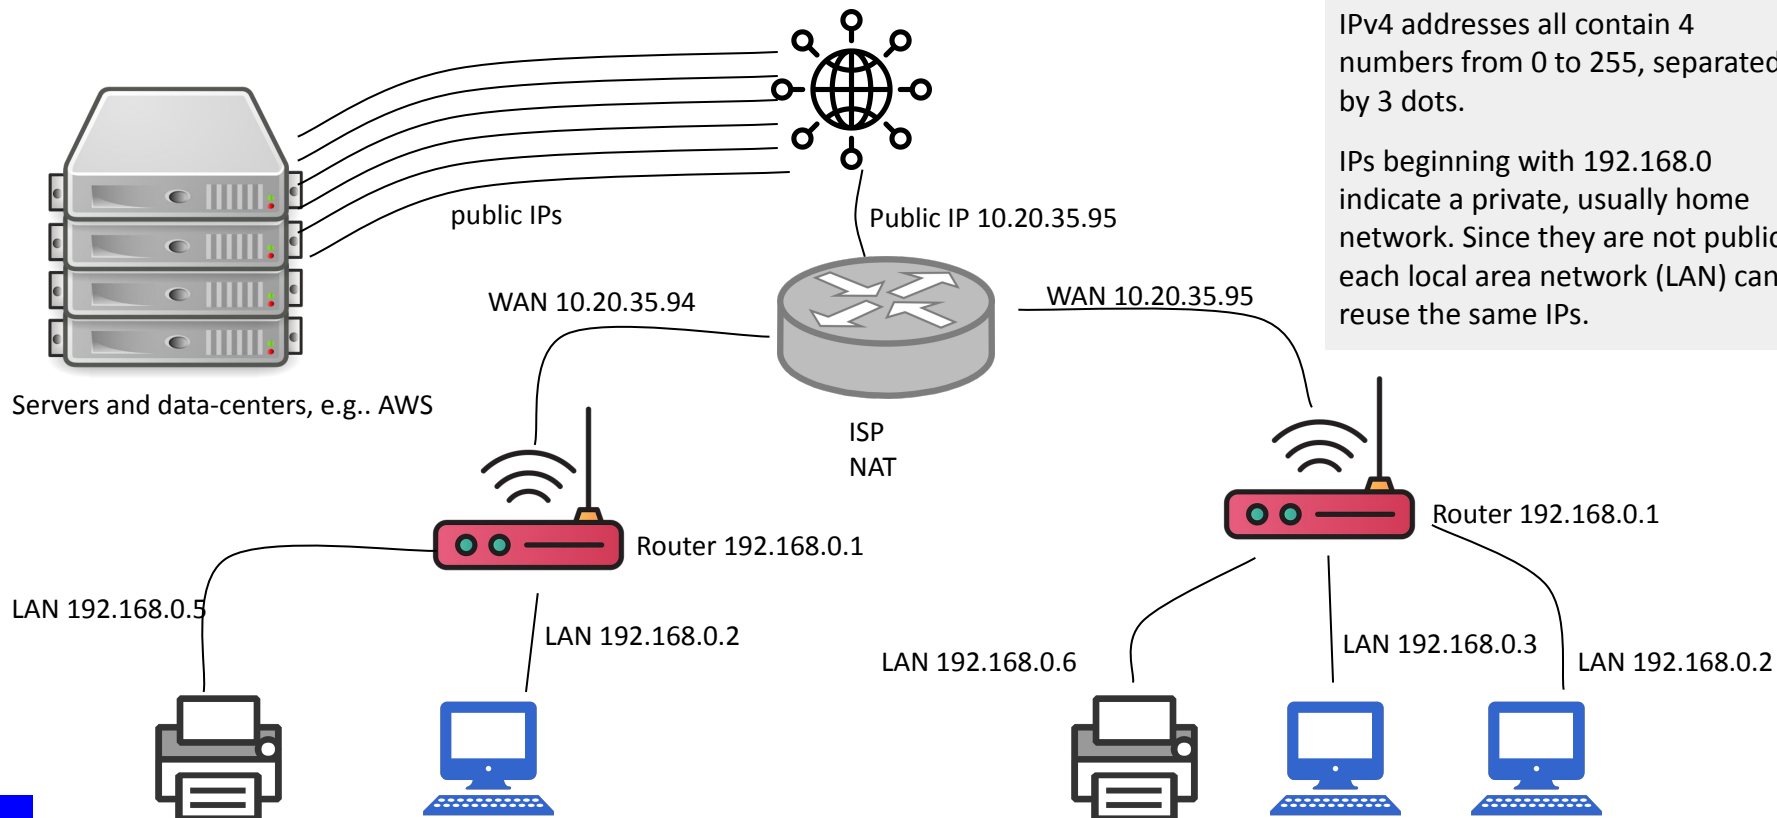 IPv4 addresses all contain 4
numbers from 0 to 255, separated
by 3 dots.
IPs beginning with 192.168.0
indicate a private, usually home
network. Since they are not public
each local area network (LAN) can
reuse the same IPs.
public IPs
Public IP 10.20.35.95
WAN 10.20.35.94
WAN 10.20.35.95
Servers and data-centers, e.g.. AWS
ISP
NAT
Router 192.168.0.1
Router 192.168.0.1
LAN 192.168.0.5
LAN 192.168.0.2
LAN 192.168.0.6
LAN 192.168.0.3
LAN 192.168.0.2